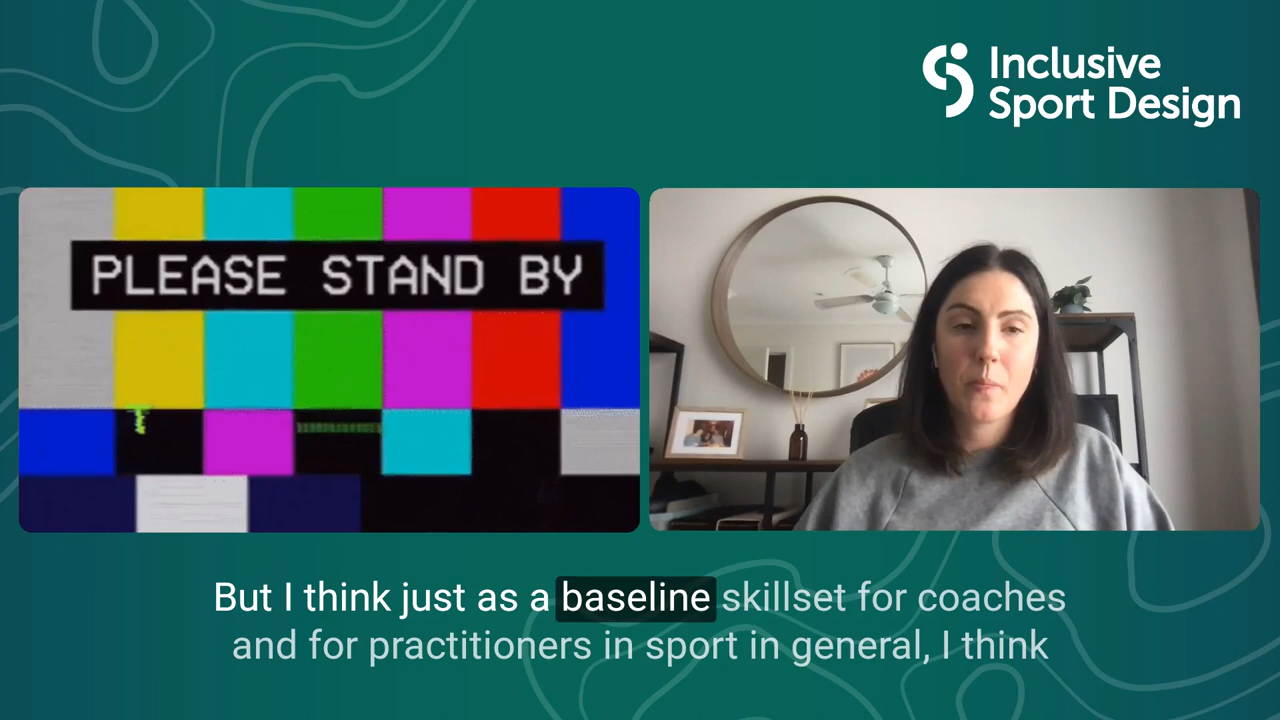 Inclusive
Sport Design
PLEASE STAND BY
But I think just as a baseline skillset for coaches
and for practitioners in sport in general, I think